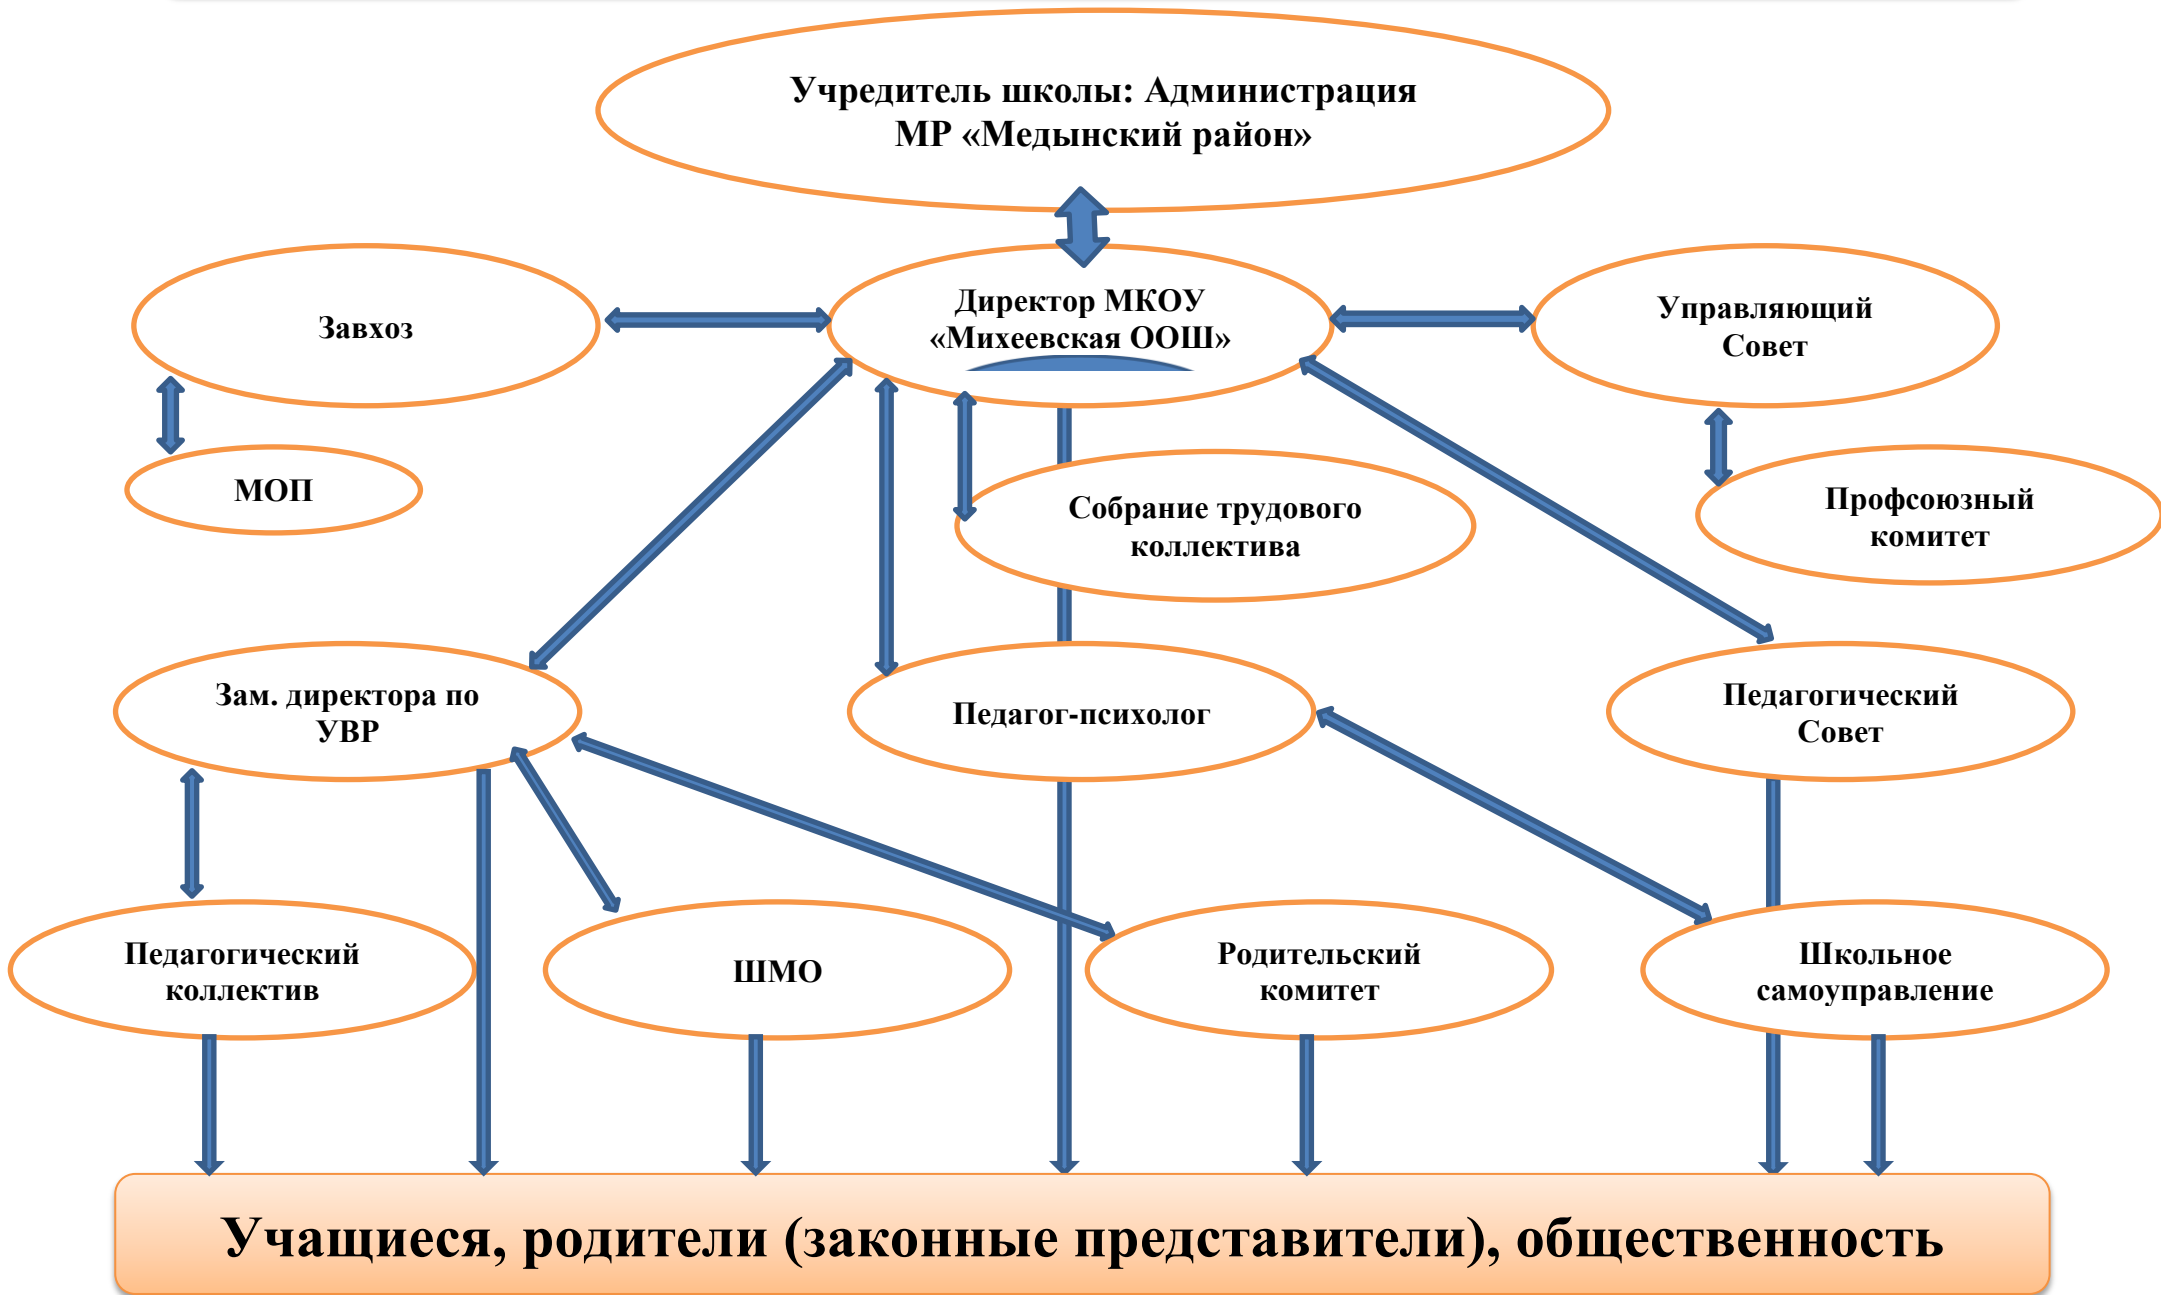 Учредитель школы: Администрация
МР «Медынский район»
Завхоз
Директор МКОУ
«Михеевская ООШ»
Управляющий
Совет
МОП
Собрание трудового
коллектива
Профсоюзный
комитет
Зам. директора по
УВР
Педагог-психолог
Педагогический
Совет
Педагогический
коллектив
ШМО
Родительский
комитет
Школьное
самоуправление
Учащиеся, родители (законные представители), общественность